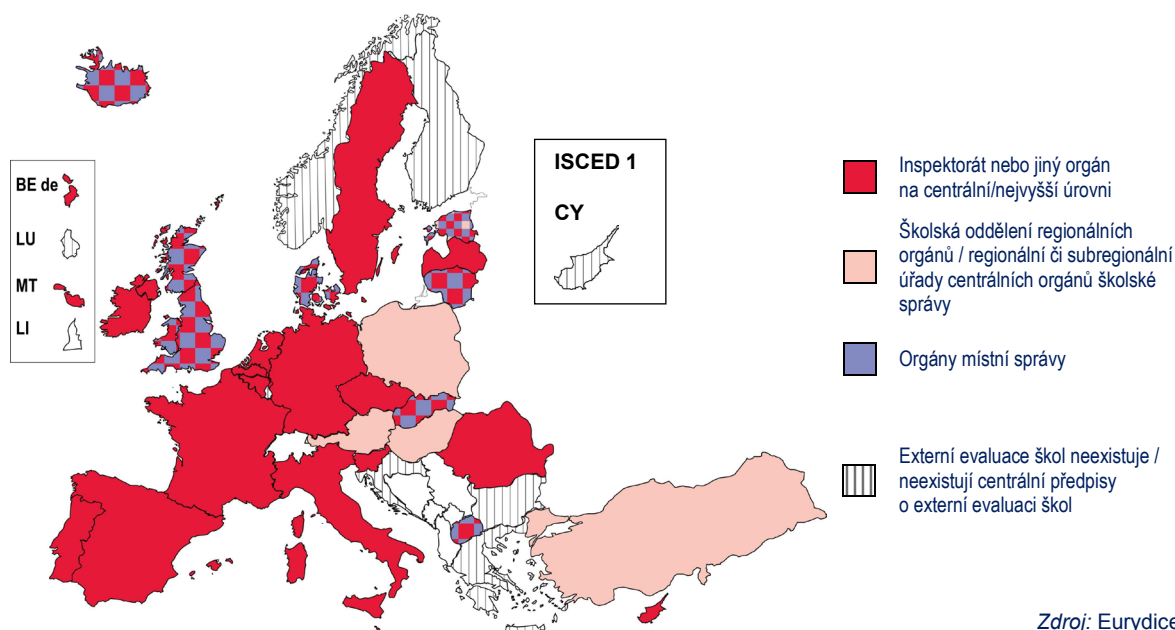 BE de
LU
MT
LI
ISCED 1
CY
Inspektorát nebo jiný orgán
na centrální/nejvyšší úrovni
Školská oddělení regionálních
orgánů / regionální či subregionální
úřady centrálních orgánů školské
správy
Orgány místní správy
Externí evaluace škol neexistuje /
neexistují centrální předpisy
o externí evaluaci škol
Zdroj: Eurydice